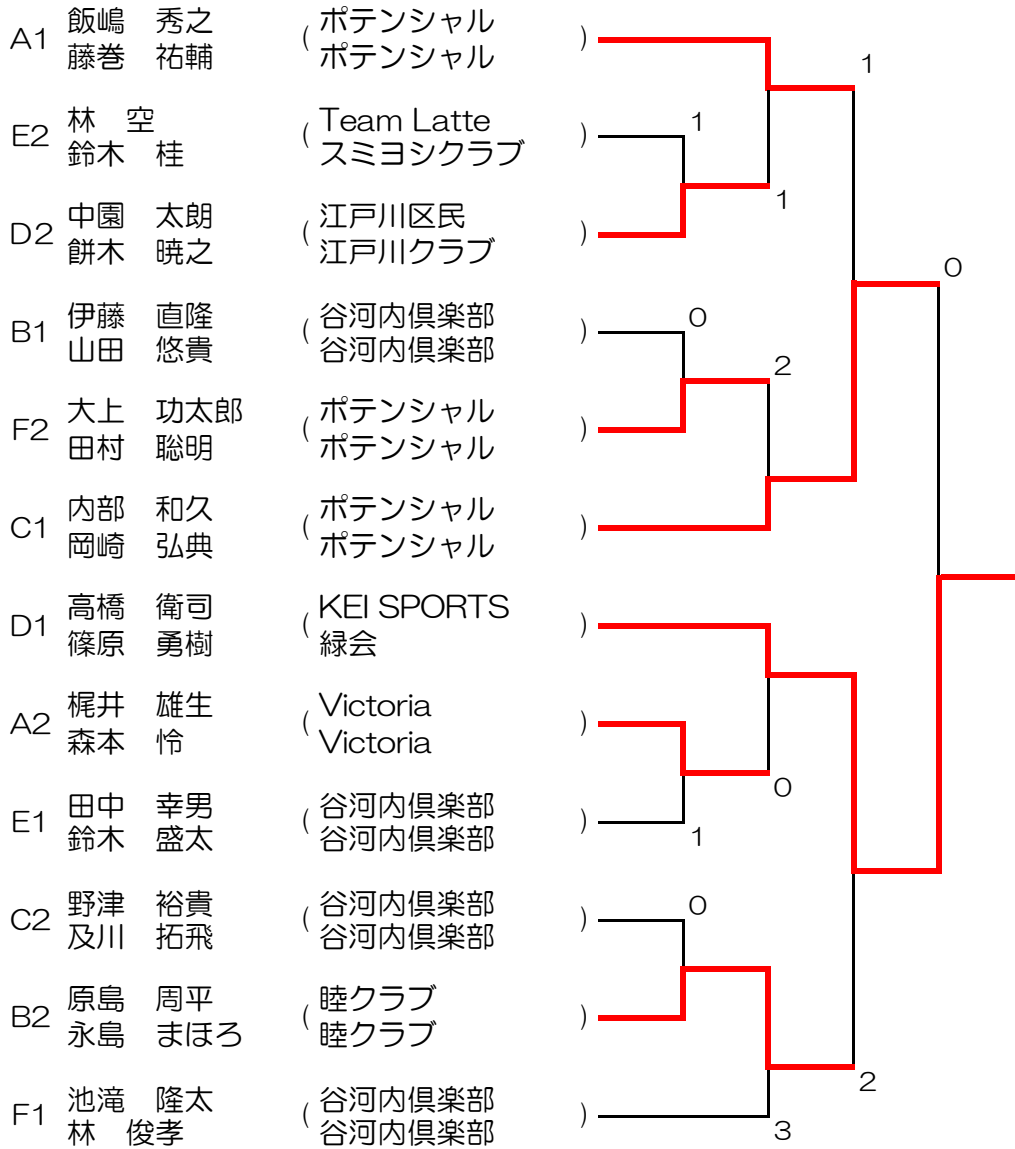 A1 飯嶋　秀之 ( ポテンシャル )
藤巻　祐輔 ポテンシャル
1
E2 林　空 ( Team Latte ) 1
鈴木　桂 スミヨシクラブ
1
D2 中園　太朗 ( 江戸川区民 )
餅木　暁之 江戸川クラブ
0
B1 伊藤　直隆 ( 谷河内倶楽部 ) 0
山田　悠貴 谷河内倶楽部
2
F2 大上　功太郎 ( ポテンシャル )
田村　聡明 ポテンシャル
C1 内部　和久 ( ポテンシャル )
岡崎　弘典 ポテンシャル
D1 高橋　衛司 ( KEI SPORTS )
篠原　勇樹 緑会
A2 梶井　雄生 ( Victoria )
森本　怜 Victoria
0
E1 田中　幸男 ( 谷河内倶楽部 )
鈴木　盛太 谷河内倶楽部 1
C2 野津　裕貴 ( 谷河内倶楽部 ) 0
及川　拓飛 谷河内倶楽部
B2 原島　周平 ( 睦クラブ )
永島　まほろ 睦クラブ
2
F1 池滝　隆太 ( 谷河内倶楽部 )
林　俊孝 谷河内倶楽部 3